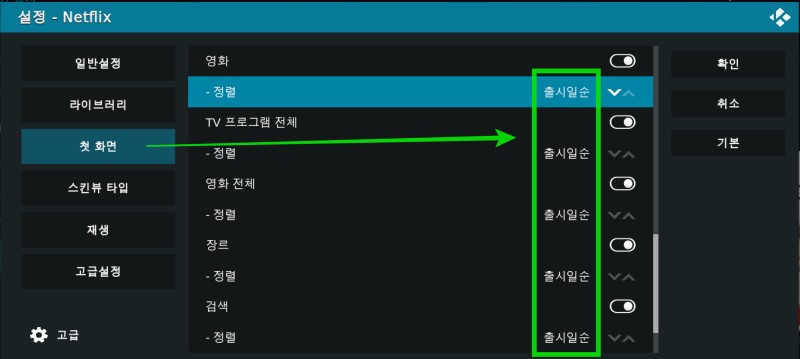 설정 - Netflix
일반설정
라이브러리
첫 화면
스킨뷰 타입
재생
고급설정
고급
영화
- 정렬 출시일순
TV 프로그램 전체
- 정렬 출시일순
영화 전체
- 정렬 출시일순
장르
- 정렬 출시일순
검색
- 정렬 출시일순
확인
취소
기본